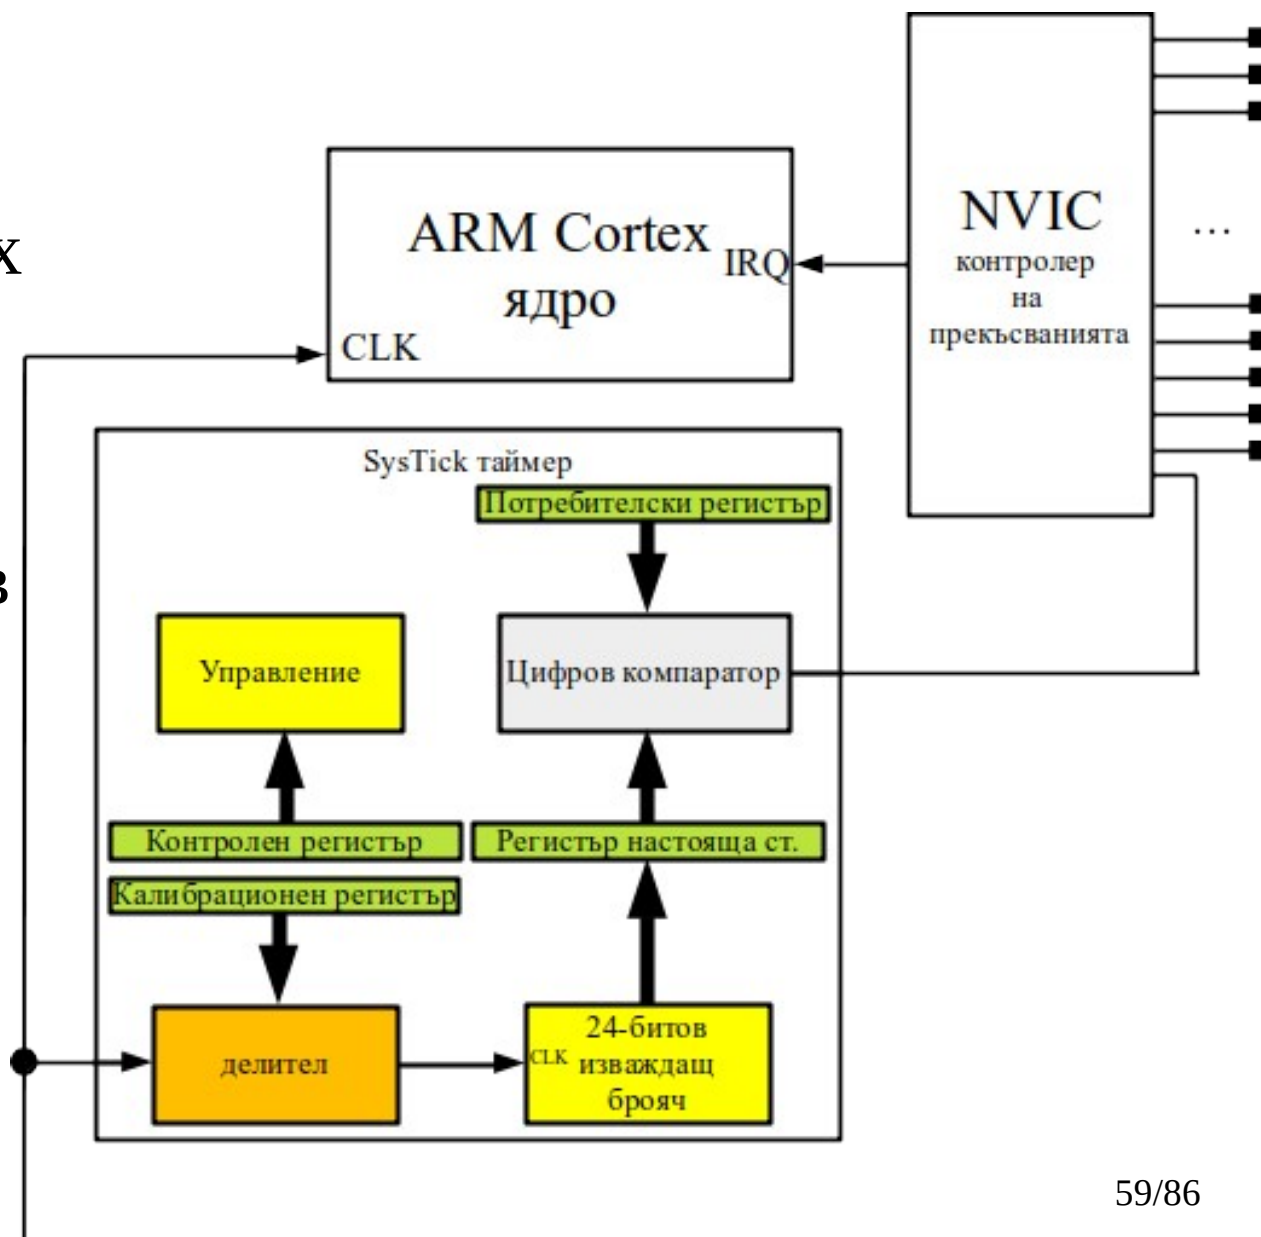 NVIC
контролер
на
прекъсванията
...
ARM Cortex
ядро
IRQ
CLK
х
в
SysTick таймер
Потребителски регистър
Управление
Цифров компаратор
Контролен регистър
Регистър настояща ст.
Калибрационен регистър
делител
24-битов
CLK изваждащ
брояч
59/86